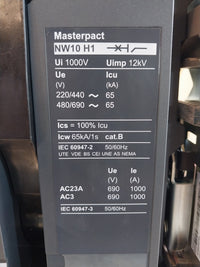 Masterpact
NW10 H1
Ui 1000V Uimp 12kV
Ue Icu
(V) (kA)
220/440 ~ 65
480/690 ~ 65
Ics = 100% Icu
Icw 65kA/1s cat.B
IEC 60947-2 50/60Hz
UTE VDE BS CEI UNE AS NEMA
Ue Ie
(V) (A)
AC23A 690 1000
AC3 690 1000
IEC 60947-3 50/60Hz